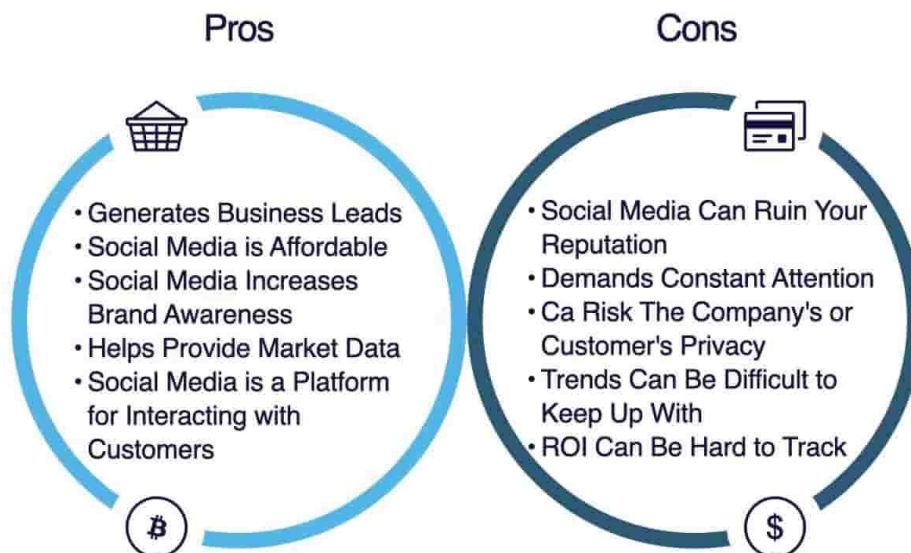 Pros
• Generates Business Leads
• Social Media is Affordable
• Social Media Increases
Brand Awareness
• Helps Provide Market Data
• Social Media is a Platform
for Interacting with
Customers
Cons
• Social Media Can Ruin Your
Reputation
• Demands Constant Attention
• Ca Risk The Company's or
Customer's Privacy
• Trends Can Be Difficult to
Keep Up With
• ROI Can Be Hard to Track
$